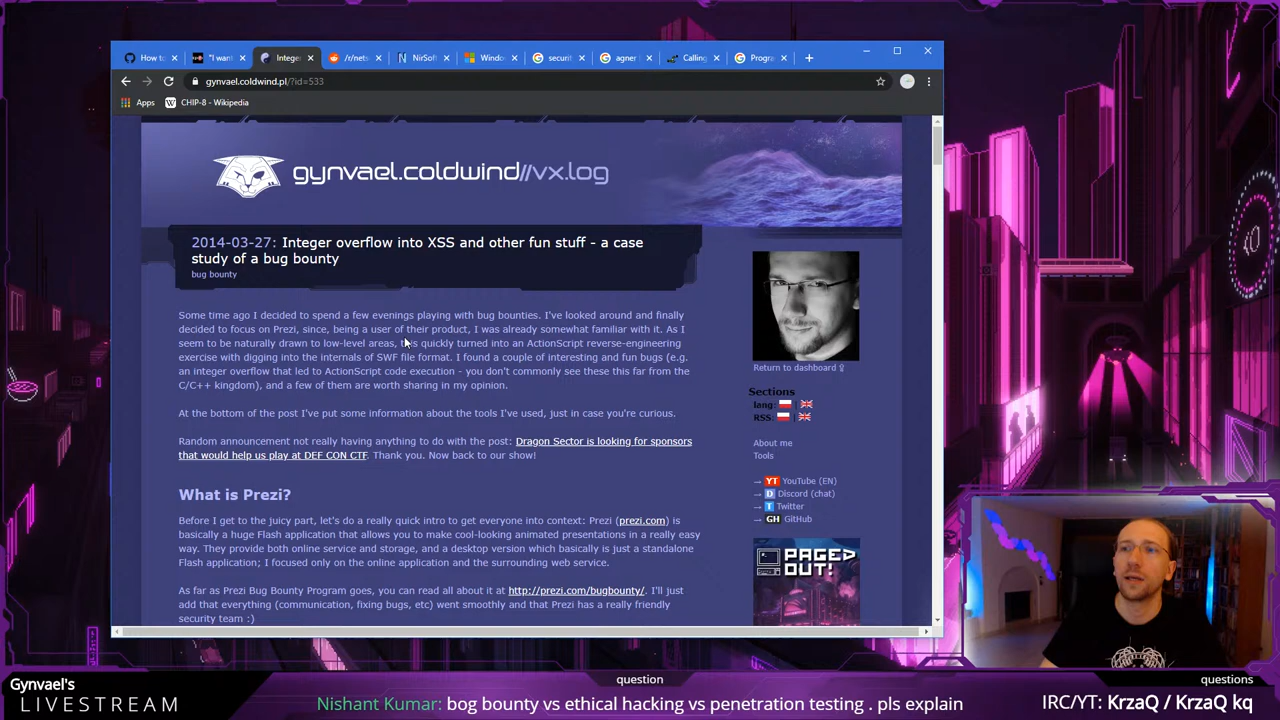 How to
"I want
Integer
/r/nets
NirSoft
Windo
securit
agner
Calling
Progra
gynvael.coldwind.pl/?id=533
Apps
CHIP-8 - Wikipedia
gynvael.coldwind//vx.log
2014-03-27: Integer overflow into XSS and other fun stuff - a case
study of a bug bounty
bug bounty
Some time ago I decided to spend a few evenings playing with bug bounties. I've looked around and finally
decided to focus on Prezi, since, being a user of their product, I was already somewhat familiar with it. As I
seem to be naturally drawn to low-level areas, this quickly turned into an ActionScript reverse-engineering
exercise with digging into the internals of SWF file format. I found a couple of interesting and fun bugs (e.g.
an integer overflow that led to ActionScript code execution - you don't commonly see these this far from the
C/C++ kingdom), and a few of them are worth sharing in my opinion.
At the bottom of the post I've put some information about the tools I've used, just in case you're curious.
Random announcement not really having anything to do with the post: Dragon Sector is looking for sponsors
that would help us play at DEF CON CTF. Thank you. Now back to our show!
What is Prezi?
Before I get to the juicy part, let's do a really quick intro to get everyone into context: Prezi (prezi.com) is
basically a huge Flash application that allows you to make cool-looking animated presentations in a really easy
way. They provide both online service and storage, and a desktop version which basically is just a standalone
Flash application; I focused only on the online application and the surrounding web service.
As far as Prezi Bug Bounty Program goes, you can read all about it at http://prezi.com/bugbounty/. I'll just
add that everything (communication, fixing bugs, etc) went smoothly and that Prezi has a really friendly
security team :)
Return to dashboard
Sections
lang: |
RSS: |
About me
Tools
→ YT YouTube (EN)
→ D Discord (chat)
→ T Twitter
→ GH GitHub
PAGED
OUT!
Gynvael's
LIVESTREAM
question
Nishant Kumar: bog bounty vs ethical hacking vs penetration testing . pls explain
questions
IRC/YT: KrzaQ / KrzaQ kq